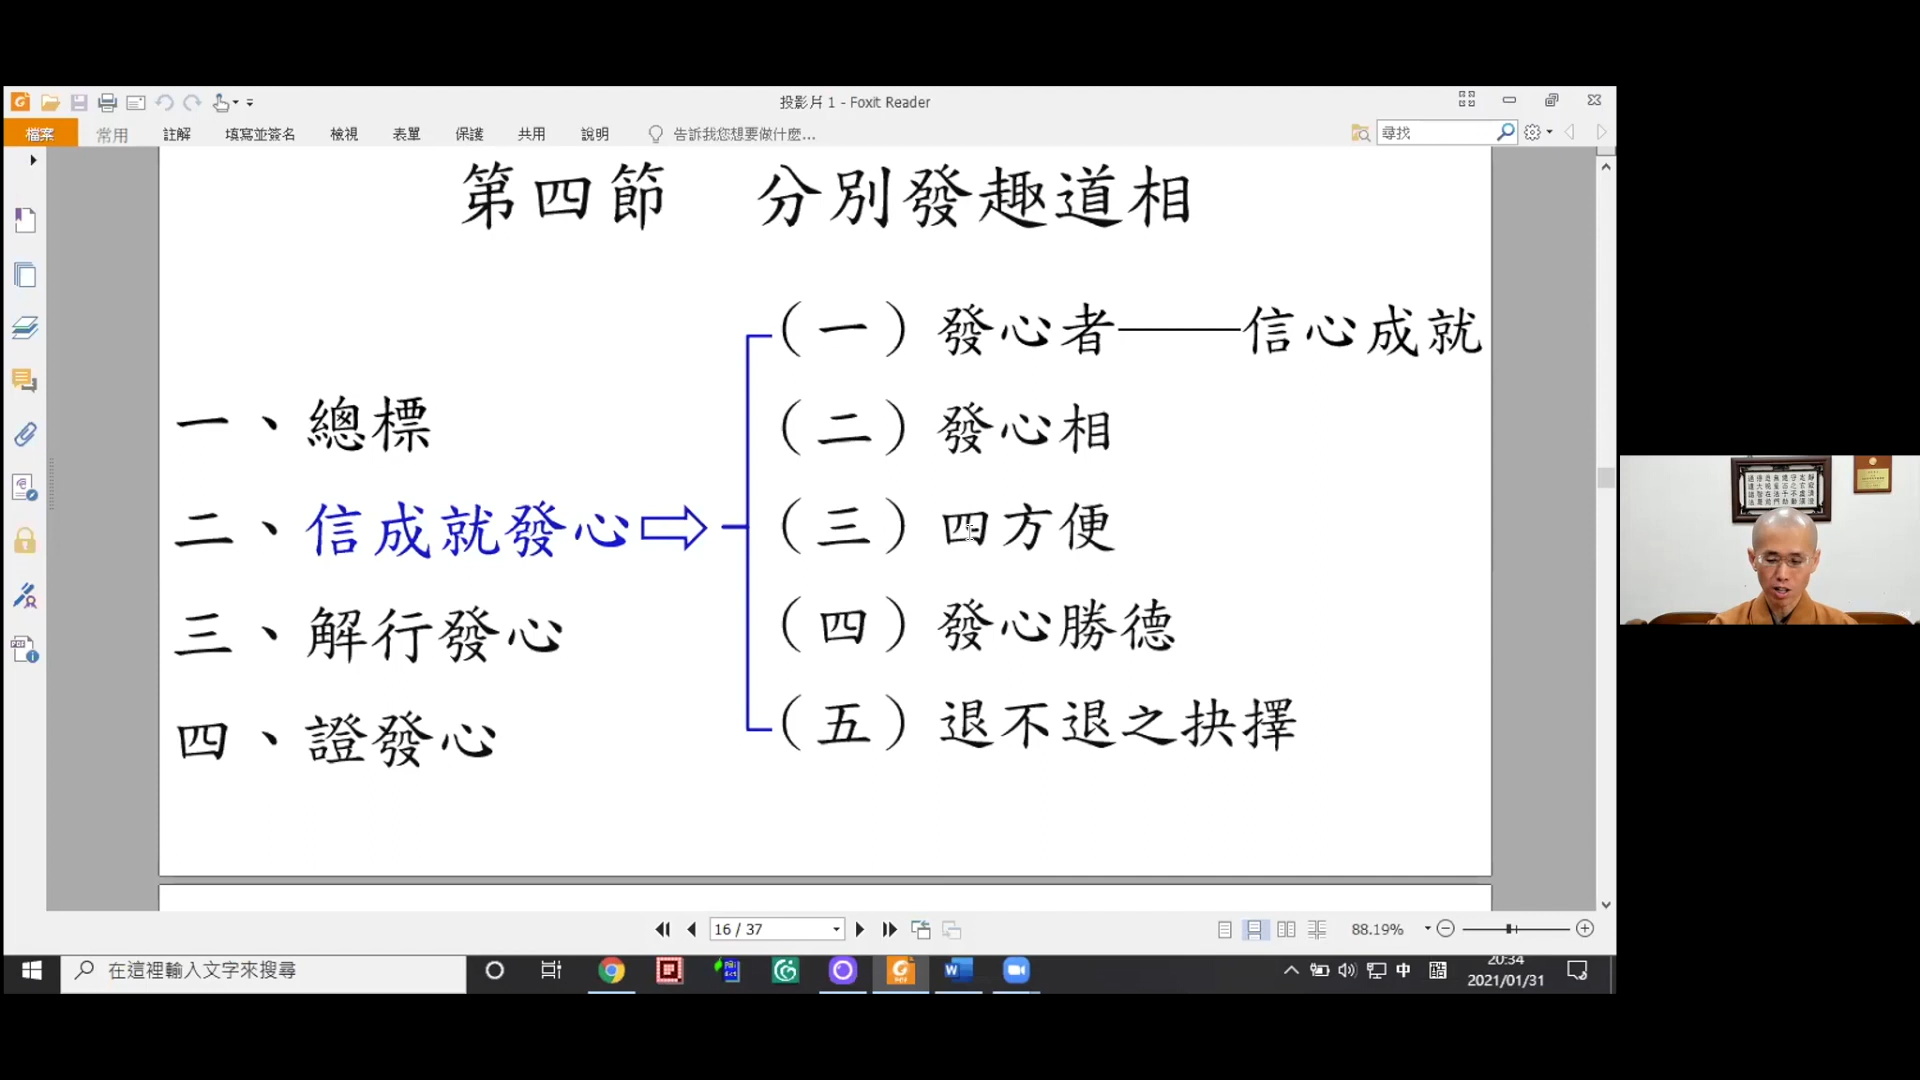 投影片 1 - Foxit Reader
檔案 常用 註解 填寫並簽名 檢視 表單 保護 共用 說明 告訴我您想要做什麼... 尋找
第四節 分別發趣道相
一、總標
二、信成就發心
三、解行發心
四、證發心
（一）發心者——信心成就
（二）發心相
（三）四方便
（四）發心勝德
（五）退不退之抉擇
16 / 37
88.19%
在這裡輸入文字來搜尋
中
20:34
2021/01/31